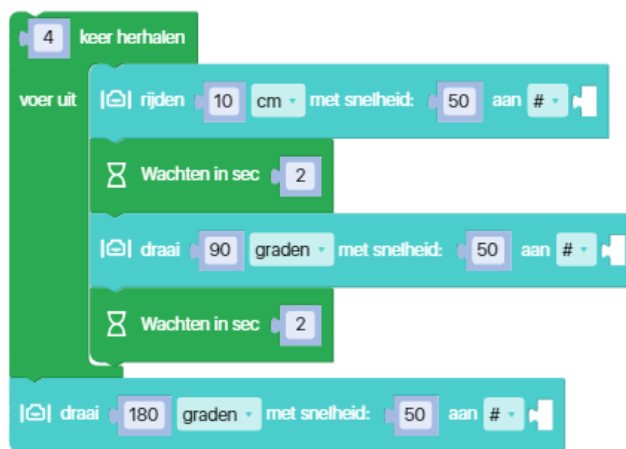 4 keer herhalen
voer uit rijden 10 cm met snelheid: 50 aan #
Wachten in sec 2
draai 90 graden met snelheid: 50 aan #
Wachten in sec 2
draai 180 graden met snelheid: 50 aan #